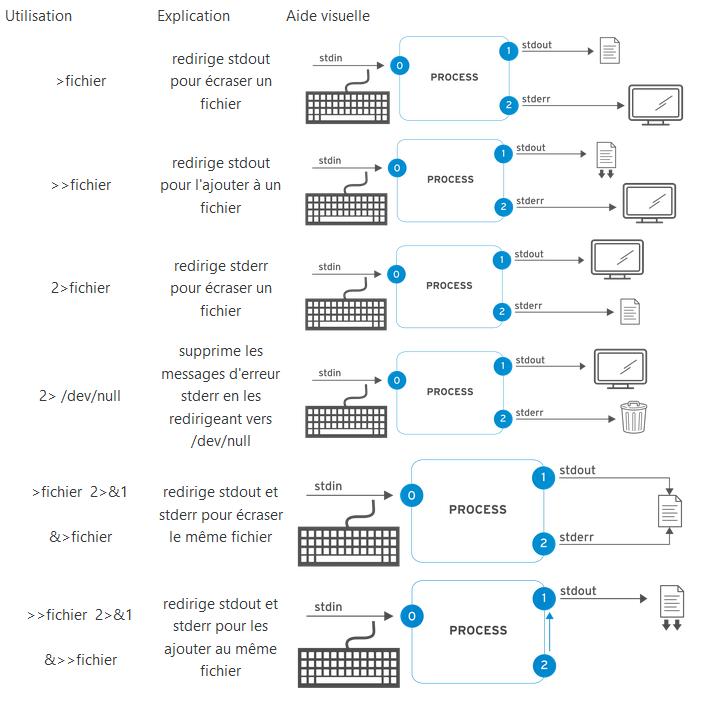 Utilisation Explication Aide visuelle
>fichier
redirige stdout
pour écraser un
fichier
stdin
0
PROCESS
1
stdout
2
stderr
>>fichier
redirige stdout
pour l'ajouter à un
fichier
stdin
0
PROCESS
1
stdout
2
stderr
2>fichier
redirige stderr
pour écraser un
fichier
stdin
0
PROCESS
1
stdout
2
stderr
2> /dev/null
supprime les
messages d'erreur
stderr en les
redirigeant vers
/dev/null
stdin
0
PROCESS
1
stdout
2
stderr
>fichier 2>&1
&>fichier
redirige stdout et
stderr pour écraser
le même fichier
stdin
0
PROCESS
1
stdout
2
stderr
>>fichier 2>&1
&>>fichier
redirige stdout et
stderr pour les
ajouter au même
fichier
stdin
0
PROCESS
1
stdout
2